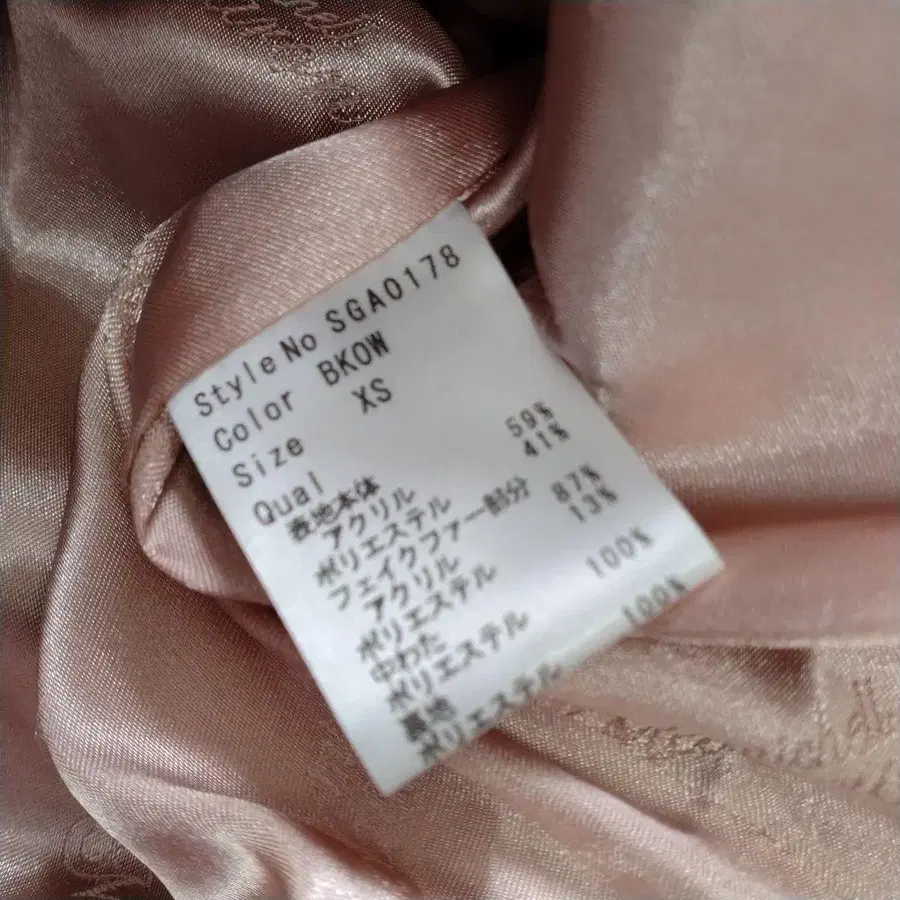 Style No SGA0178
Color BKOW
Size XS
Qual
表地本体
アクリル 59%
ポリエステル 41%
フェイクファー部分
アクリル 87%
ポリエステル 13%
中わた
ポリエステル 100%
裏地
ポリエステル 100%